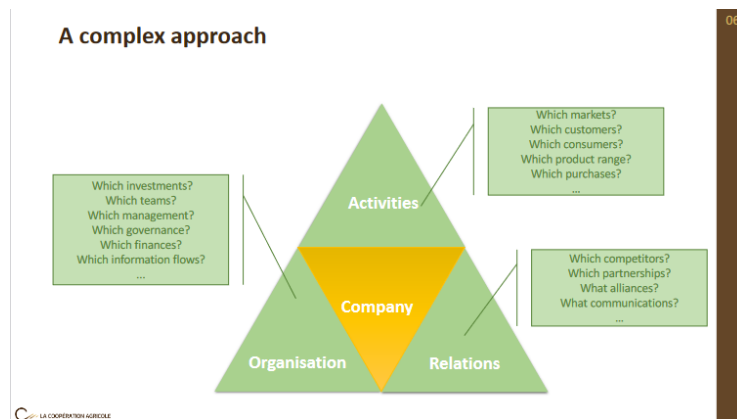 06
A complex approach
Which markets?
Which customers?
Which consumers?
Which product range?
Which purchases?
...
Which investments?
Which teams?
Which management?
Which governance?
Which finances?
Which information flows?
...
Activities
Which competitors?
Which partnerships?
What alliances?
What communications?
...
Company
Organisation
Relations
LA COOPÉRATION AGRICOLE